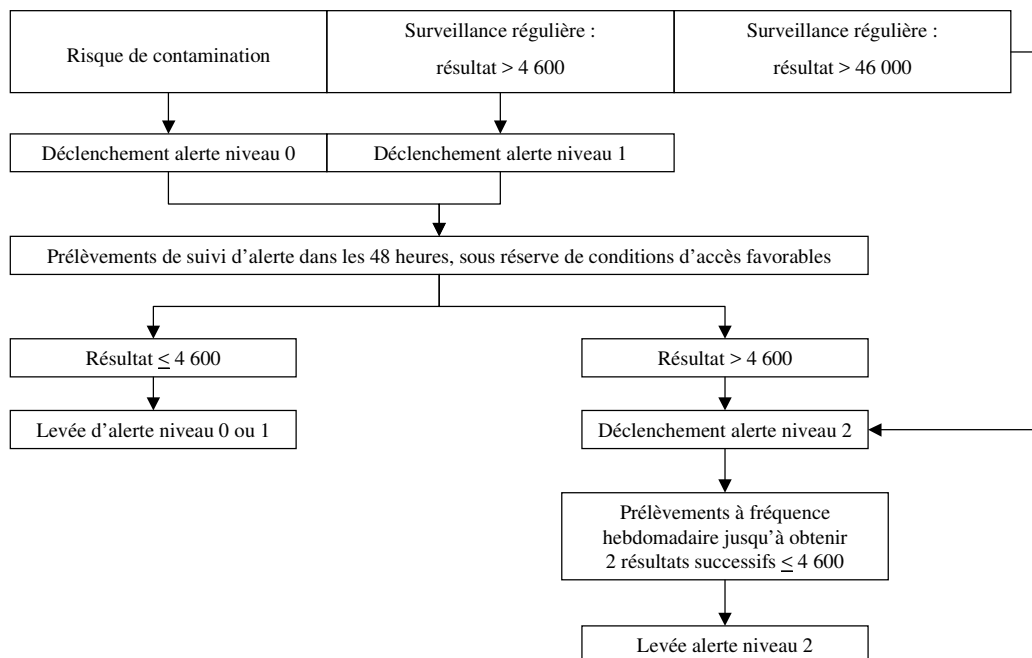 Risque de contamination
Surveillance régulière :
résultat > 4 600
Surveillance régulière :
résultat > 46 000
Déclenchement alerte niveau 0
Déclenchement alerte niveau 1
Prélèvements de suivi d’alerte dans les 48 heures, sous réserve de conditions d’accès favorables
Résultat ≤ 4 600
Résultat > 4 600
Levée d’alerte niveau 0 ou 1
Déclenchement alerte niveau 2
Prélèvements à fréquence
hebdomadaire jusqu’à obtenir
2 résultats successifs ≤ 4 600
Levée alerte niveau 2